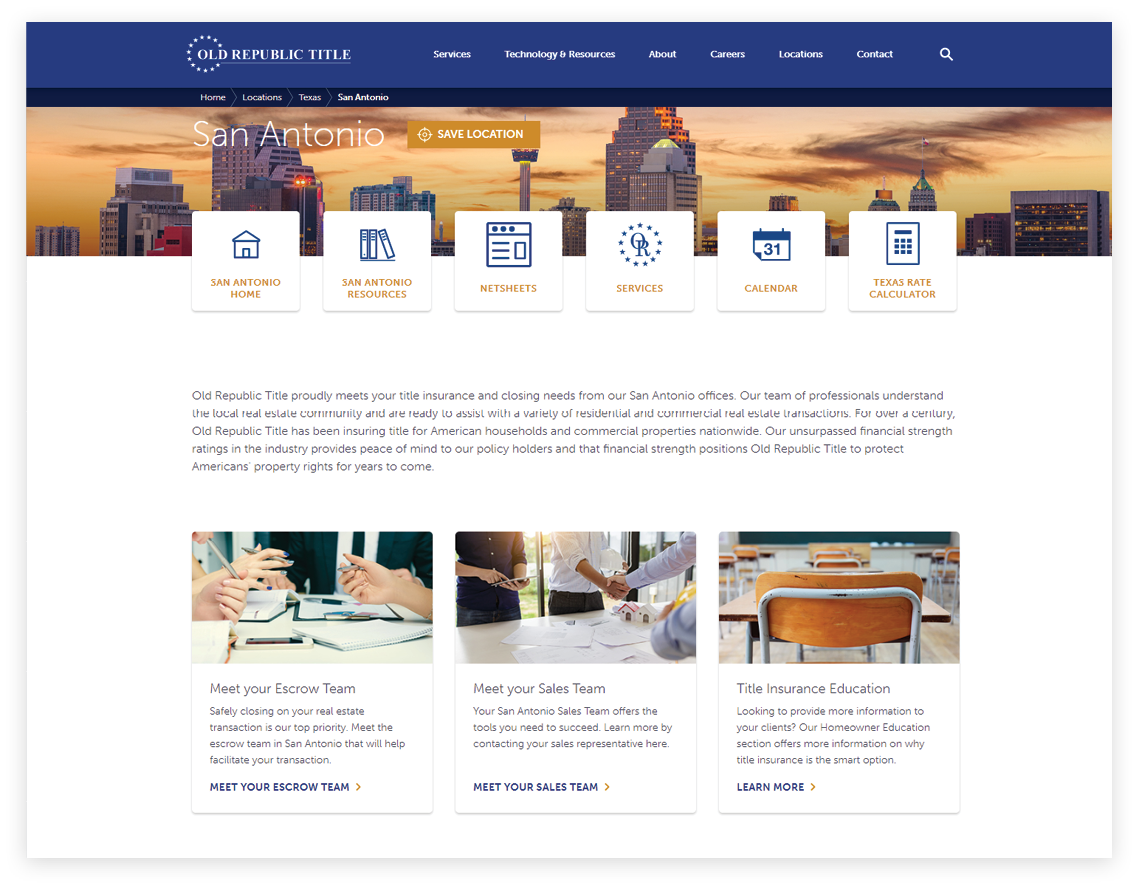 OLD REPUBLIC TITLE
Services Technology & Resources About Careers Locations Contact
Home Locations Texas San Antonio
San Antonio
SAVE LOCATION
SAN ANTONIO
HOME
SAN ANTONIO
RESOURCES
NETSHEETS
OR
SERVICES
31
CALENDAR
TEXAS RATE
CALCULATOR
Old Republic Title proudly meets your title insurance and closing needs from our San Antonio offices. Our team of professionals understand
the local real estate community and are ready to assist with a variety of residential and commercial real estate transactions. For over a century,
Old Republic Title has been insuring title for American households and commercial properties nationwide. Our unsurpassed financial strength
ratings in the industry provides peace of mind to our policy holders and that financial strength positions Old Republic Title to protect
Americans' property rights for years to come.
Meet your Escrow Team
Safely closing on your real estate
transaction is our top priority. Meet the
escrow team in San Antonio that will help
facilitate your transaction.
MEET YOUR ESCROW TEAM
Meet your Sales Team
Your San Antonio Sales Team offers the
tools you need to succeed. Learn more by
contacting your sales representative here.
MEET YOUR SALES TEAM
Title Insurance Education
Looking to provide more information to
your clients? Our Homeowner Education
section offers more information on why
title insurance is the smart option.
LEARN MORE